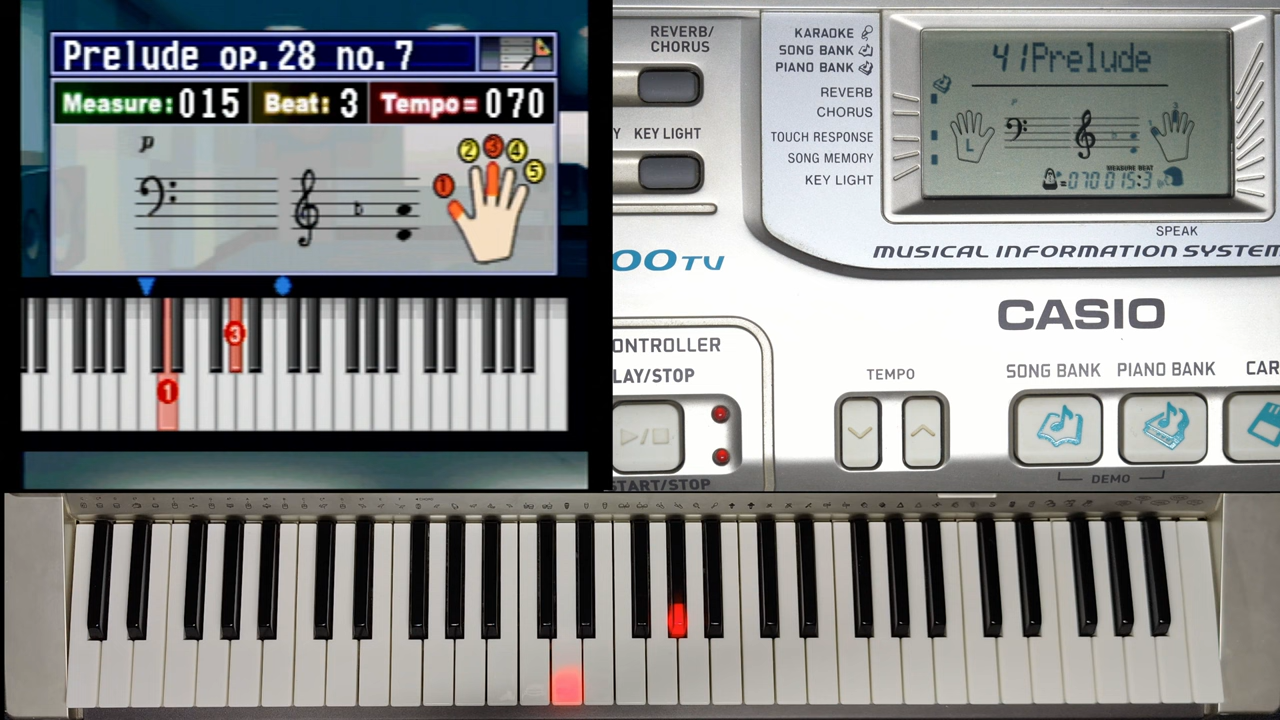 Prelude op.28 no.7
Measure:015 Beat: 3 Tempo=070
p
2 3 4
1 5
3
1
REVERB/
CHORUS
KEY LIGHT
KARAOKE
SONG BANK
PIANO BANK
REVERB
CHORUS
TOUCH RESPONSE
SONG MEMORY
KEY LIGHT
41Prelude
p
L
MEASURE BEAT
=070 015:3
SPEAK
MUSICAL INFORMATION SYSTEM
00TV
CASIO
ONTROLLER
LAY/STOP
START/STOP
TEMPO
SONG BANK PIANO BANK CAR
DEMO